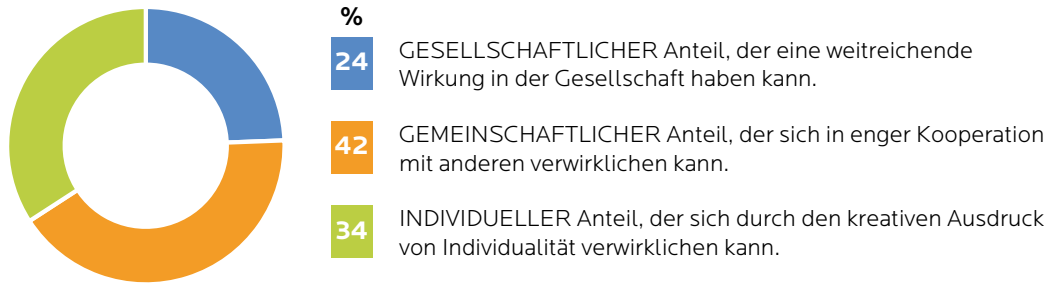 %
24
GESELLSCHAFTLICHER Anteil, der eine weitreichende
Wirkung in der Gesellschaft haben kann.
42
GEMEINSCHAFTLICHER Anteil, der sich in enger Kooperation
mit anderen verwirklichen kann.
34
INDIVIDUELLER Anteil, der sich durch den kreativen Ausdruck
von Individualität verwirklichen kann.